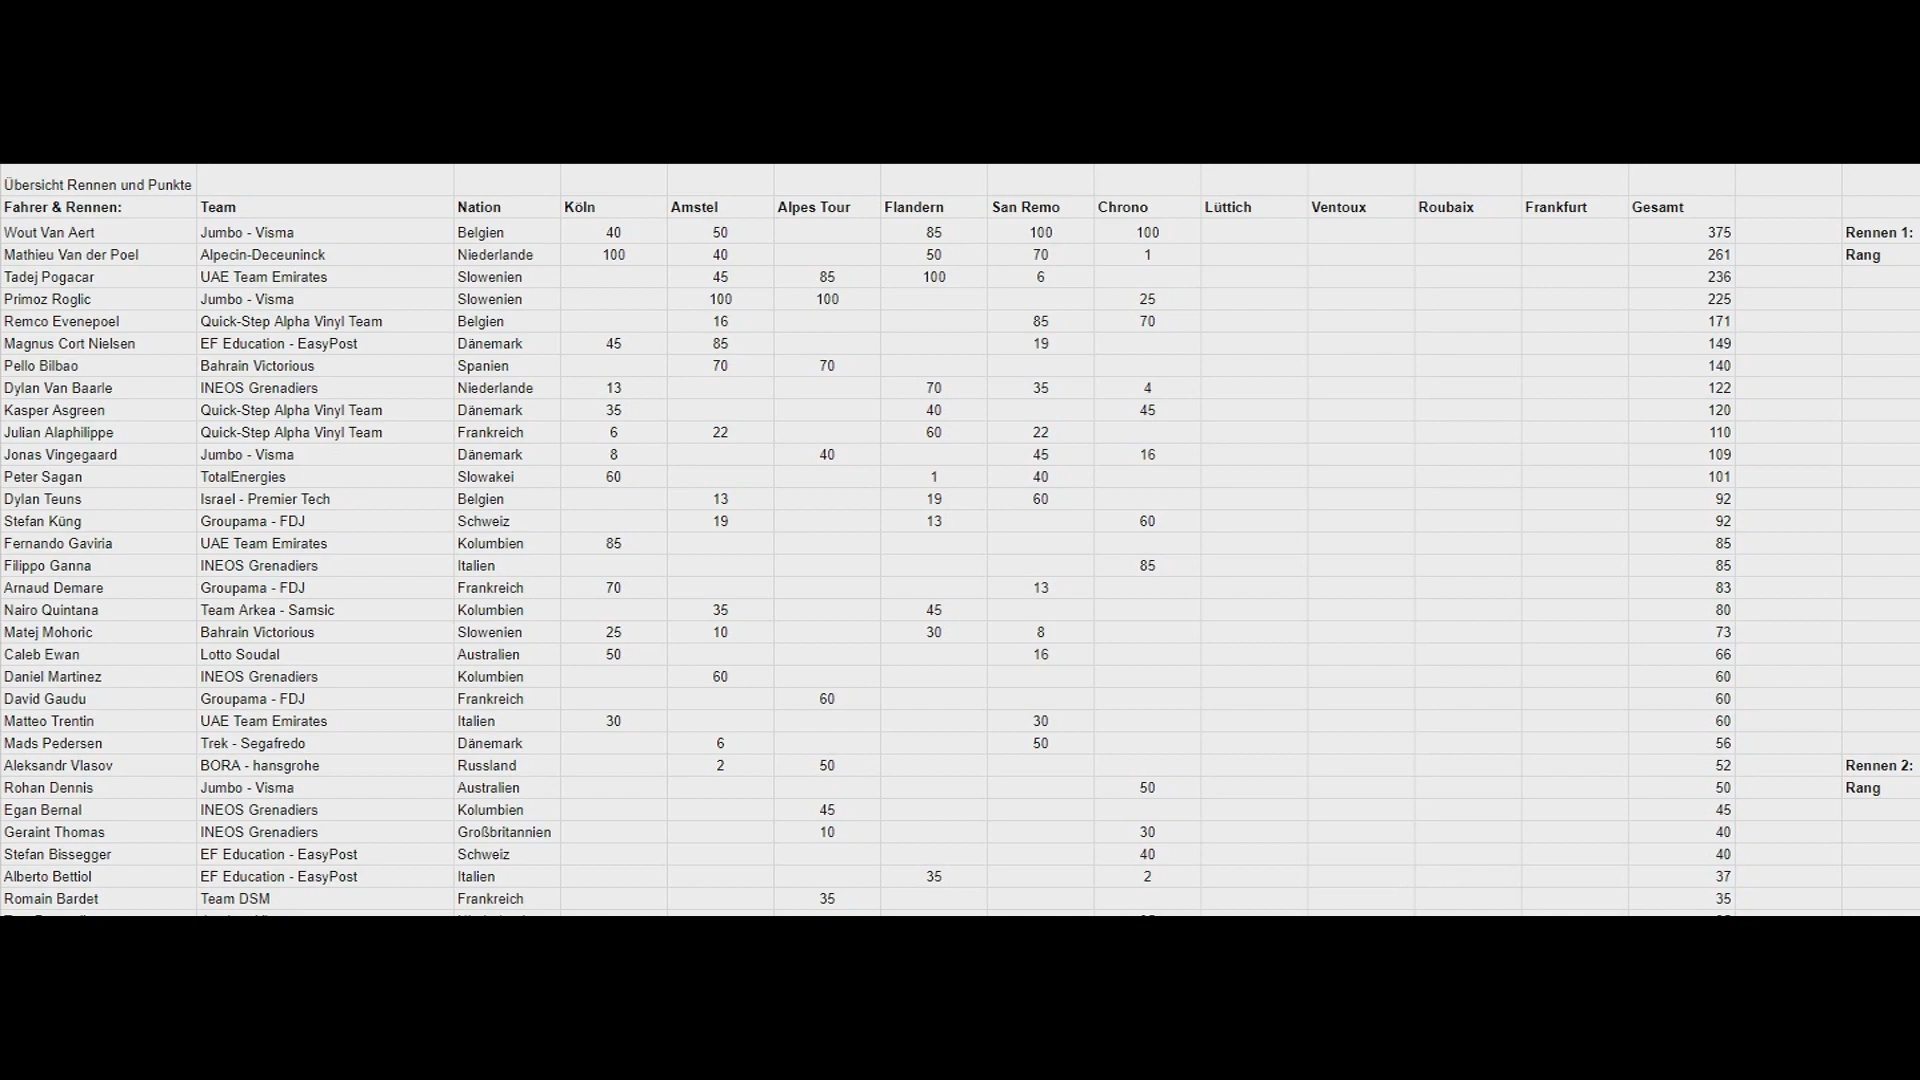 Übersicht Rennen und Punkte
Fahrer & Rennen: Team Nation Köln Amstel Alpes Tour Flandern San Remo Chrono Lüttich Ventoux Roubaix Frankfurt Gesamt
Wout Van Aert Jumbo - Visma Belgien 40 50 85 100 100 375 Rennen 1:
Mathieu Van der Poel Alpecin-Deceuninck Niederlande 100 40 50 70 1 261 Rang
Tadej Pogacar UAE Team Emirates Slowenien 45 85 100 6 236
Primoz Roglic Jumbo - Visma Slowenien 100 100 25 225
Remco Evenepoel Quick-Step Alpha Vinyl Team Belgien 16 85 70 171
Magnus Cort Nielsen EF Education - EasyPost Dänemark 45 85 19 149
Pello Bilbao Bahrain Victorious Spanien 70 70 140
Dylan Van Baarle INEOS Grenadiers Niederlande 13 70 35 4 122
Kasper Asgreen Quick-Step Alpha Vinyl Team Dänemark 35 40 45 120
Julian Alaphilippe Quick-Step Alpha Vinyl Team Frankreich 6 22 60 22 110
Jonas Vingegaard Jumbo - Visma Dänemark 8 40 45 16 109
Peter Sagan TotalEnergies Slowakei 60 1 40 101
Dylan Teuns Israel - Premier Tech Belgien 13 19 60 92
Stefan Küng Groupama - FDJ Schweiz 19 13 60 92
Fernando Gaviria UAE Team Emirates Kolumbien 85 85
Filippo Ganna INEOS Grenadiers Italien 85 85
Arnaud Demare Groupama - FDJ Frankreich 70 13 83
Nairo Quintana Team Arkea - Samsic Kolumbien 35 45 80
Matej Mohoric Bahrain Victorious Slowenien 25 10 30 8 73
Caleb Ewan Lotto Soudal Australien 50 16 66
Daniel Martinez INEOS Grenadiers Kolumbien 60 60
David Gaudu Groupama - FDJ Frankreich 60 60
Matteo Trentin UAE Team Emirates Italien 30 30 60
Mads Pedersen Trek - Segafredo Dänemark 6 50 56
Aleksandr Vlasov BORA - hansgrohe Russland 2 50 52 Rennen 2:
Rohan Dennis Jumbo - Visma Australien 50 50 Rang
Egan Bernal INEOS Grenadiers Kolumbien 45 45
Geraint Thomas INEOS Grenadiers Großbritannien 10 30 40
Stefan Bissegger EF Education - EasyPost Schweiz 40 40
Alberto Bettiol EF Education - EasyPost Italien 35 2 37
Romain Bardet Team DSM Frankreich 35 35